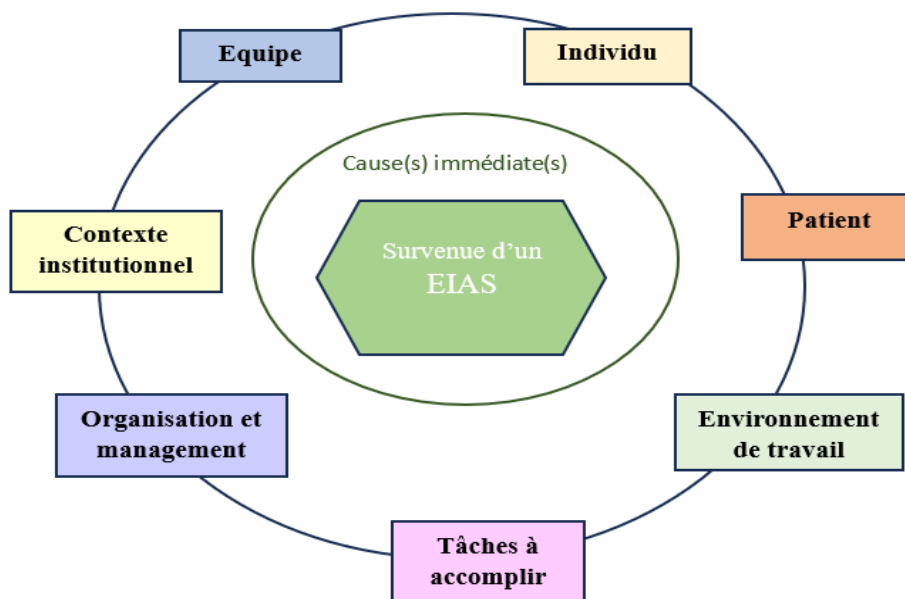 Equipe
Individu
Cause(s) immédiate(s)
Patient
Contexte
institutionnel
Survenue d'un
EIAS
Organisation et
management
Environnement
de travail
Tâches à
accomplir